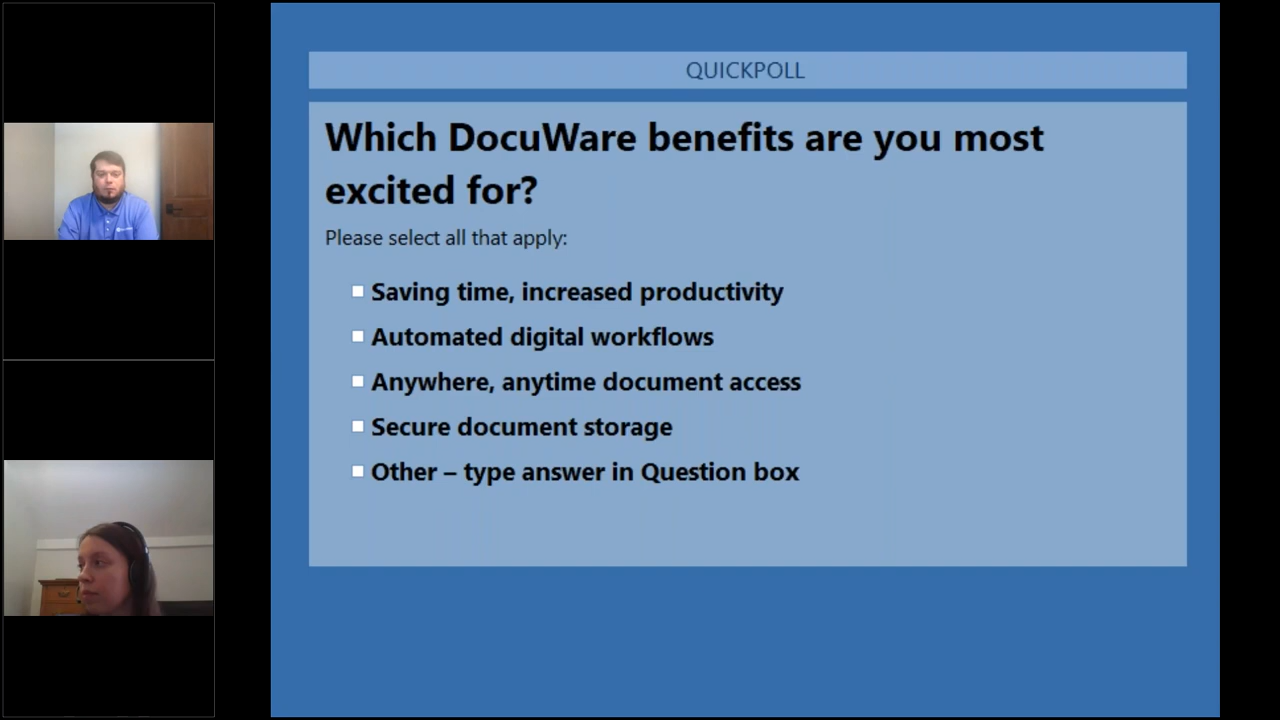 QUICKPOLL
Which DocuWare benefits are you most
excited for?
Please select all that apply:
Saving time, increased productivity
Automated digital workflows
Anywhere, anytime document access
Secure document storage
Other – type answer in Question box